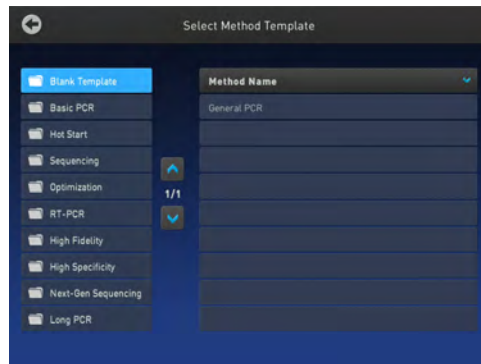 Select Method Template
Blank Template
Basic PCR
Hot Start
Sequencing
Optimization
RT-PCR
High Fidelity
High Specificity
Next-Gen Sequencing
Long PCR
1/1
Method Name
General PCR